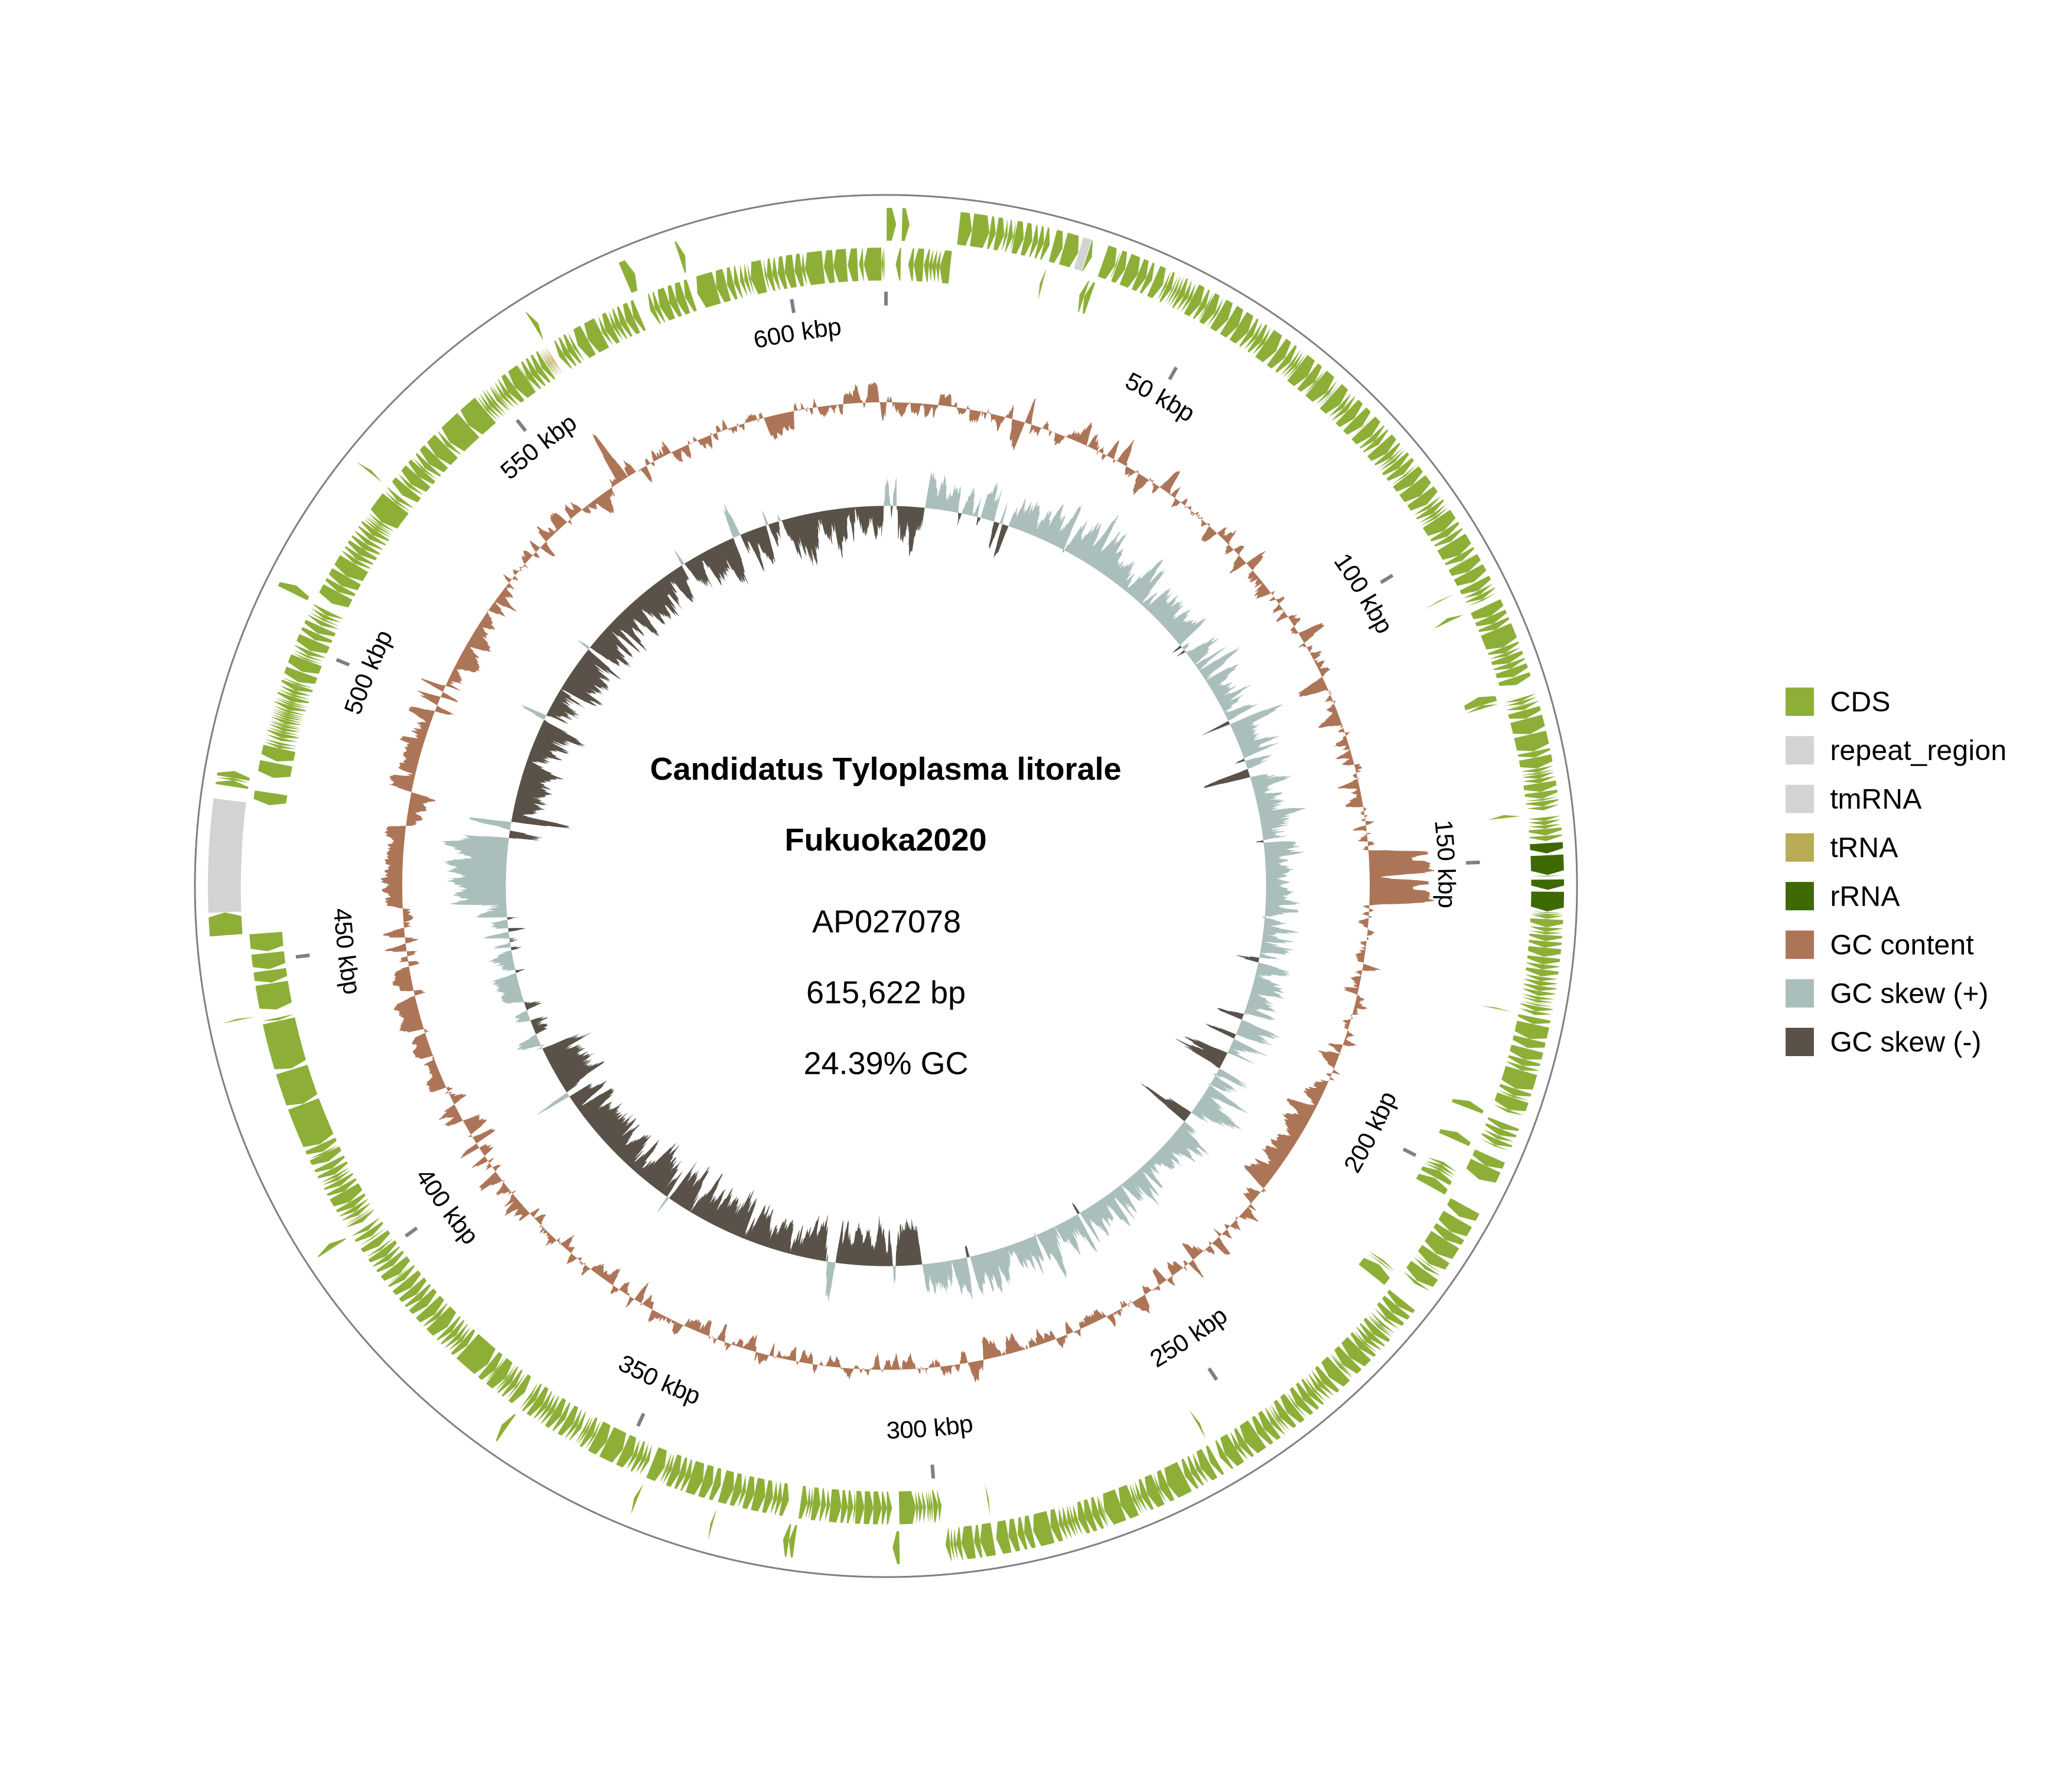 600 kbp
50 kbp
550 kbp
100 kbp
500 kbp
150 kbp
450 kbp
200 kbp
400 kbp
250 kbp
350 kbp
300 kbp
Candidatus Tyloplasma litorale
Fukuoka2020
AP027078
615,622 bp
24.39% GC
CDS
repeat_region
tmRNA
tRNA
rRNA
GC content
GC skew (+)
GC skew (-)